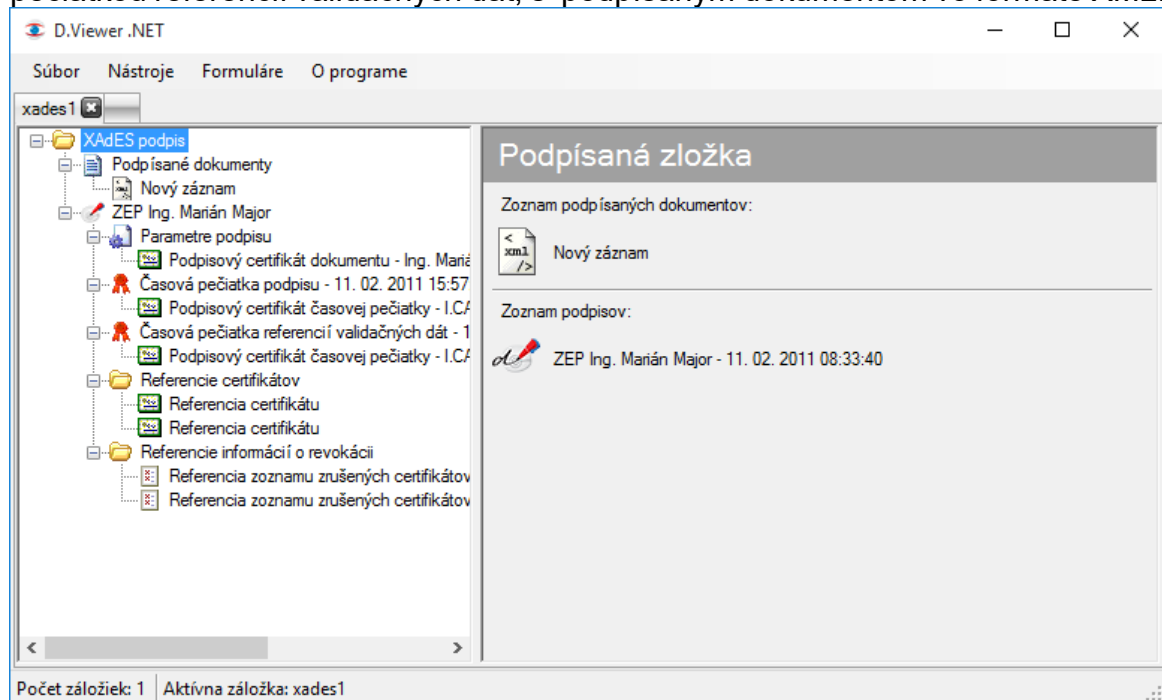 D.Viewer .NET
Súbor Nástroje Formuláre O programe
xades1
XAdES podpis
Podpísané dokumenty
Nový záznam
ZEP Ing. Marián Major
Parametre podpisu
Podpisový certifikát dokumentu - Ing.
Časová pečiatka podpisu - 11. 02. 2011 15:57
Podpisový certifikát časovej pečiatky -
Časová pečiatka referencií validačných dát - 1
Podpisový certifikát časovej pečiatky -
Referencie certifikátov
Referencia certifikátu
Referencia certifikátu
Referencie informácií o revokácii
Referencia zoznamu zrušených certifikátov
Referencia zoznamu zrušených certifikátov
Podpísaná zložka
Zoznam podpísaných dokumentov:
Nový záznam
Zoznam podpisov:
ZEP Ing. Marián Major - 11. 02. 2011 08:33:40
Počet záložiek: 1 Aktívna záložka: xades1